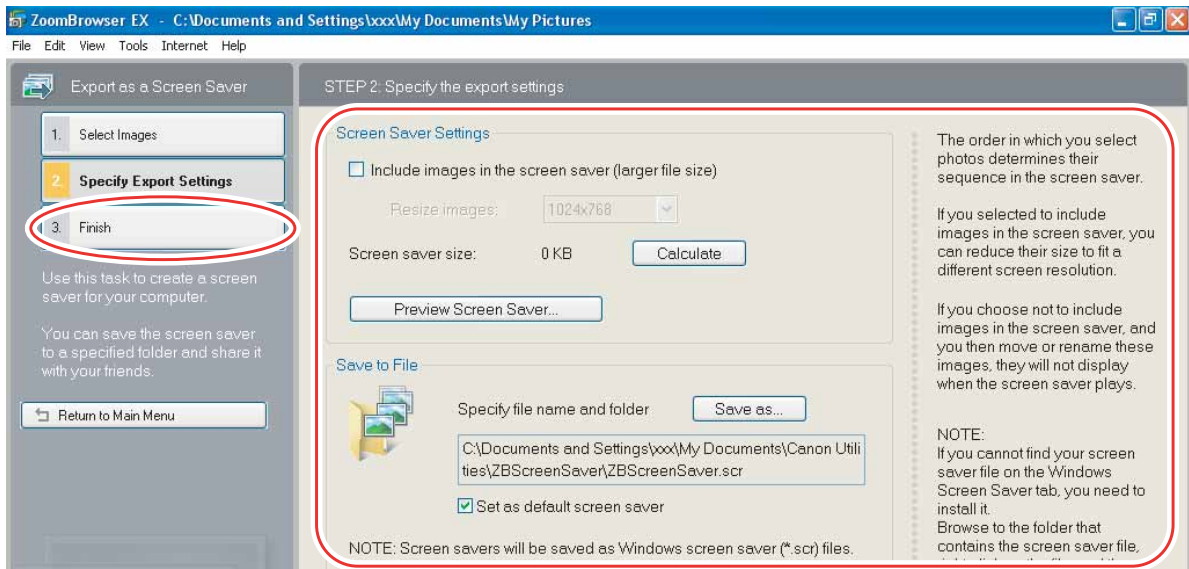 ZoomBrowser EX - C:\Documents and Settings\xxx\My Documents\My Pictures
File Edit View Tools Internet Help
Export as a Screen Saver
1. Select Images
2. Specify Export Settings
3. Finish
Use this task to create a screen
saver for your computer.
You can save the screen saver
to a specified folder and share it
with your friends.
Return to Main Menu
STEP 2: Specify the export settings
Screen Saver Settings
Include images in the screen saver (larger file size)
Resize images: 1024x768
Screen saver size: 0 KB Calculate
Preview Screen Saver...
Save to File
Specify file name and folder Save as...
C:\Documents and Settings\xxx\My Documents\Canon Utili
ties\ZBScreenSaver\ZBScreenSaver.scr
Set as default screen saver
NOTE: Screen savers will be saved as Windows screen saver (*.scr) files.
The order in which you select
photos determines their
sequence in the screen saver.
If you selected to include
images in the screen saver, you
can reduce their size to fit a
different screen resolution.
If you choose not to include
images in the screen saver, and
you then move or rename these
images, they will not display
when the screen saver plays.
NOTE:
If you cannot find your screen
saver file on the Windows
Screen Saver tab, you need to
install it.
Browse to the folder that
contains the screen saver file,